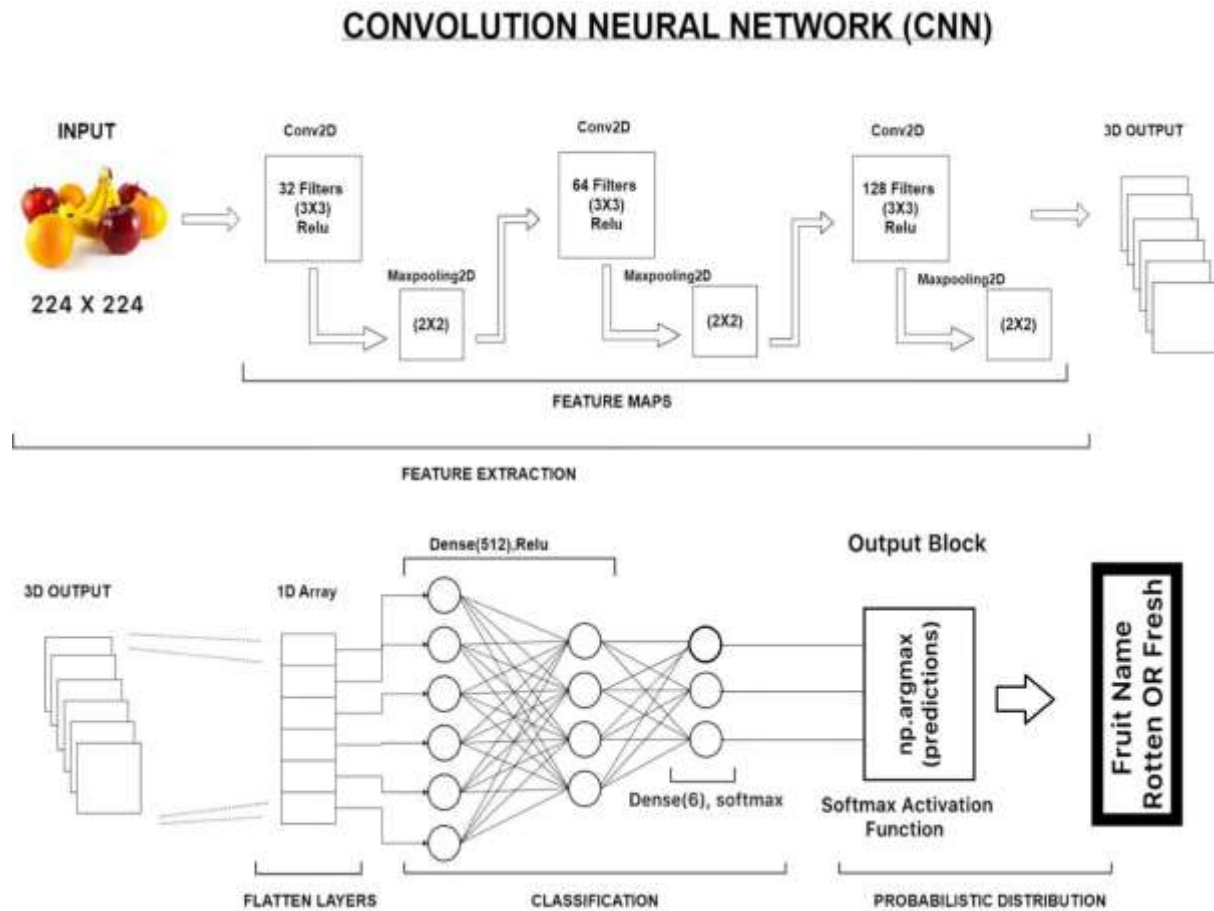 CONVOLUTION NEURAL NETWORK (CNN)
INPUT
224 X 224
Conv2D
32 Filters
(3X3)
Relu
Maxpooling2D
(2X2)
Conv2D
64 Filters
(3X3)
Relu
Maxpooling2D
(2X2)
Conv2D
128 Filters
(3X3)
Relu
Maxpooling2D
(2X2)
3D OUTPUT
FEATURE MAPS
FEATURE EXTRACTION
3D OUTPUT
1D Array
Dense(512),Relu
Dense(6), softmax
Output Block
np.argmax
(predictions)
Softmax Activation
Function
Fruit Name
Rotten OR Fresh
FLATTEN LAYERS
CLASSIFICATION
PROBABILISTIC DISTRIBUTION